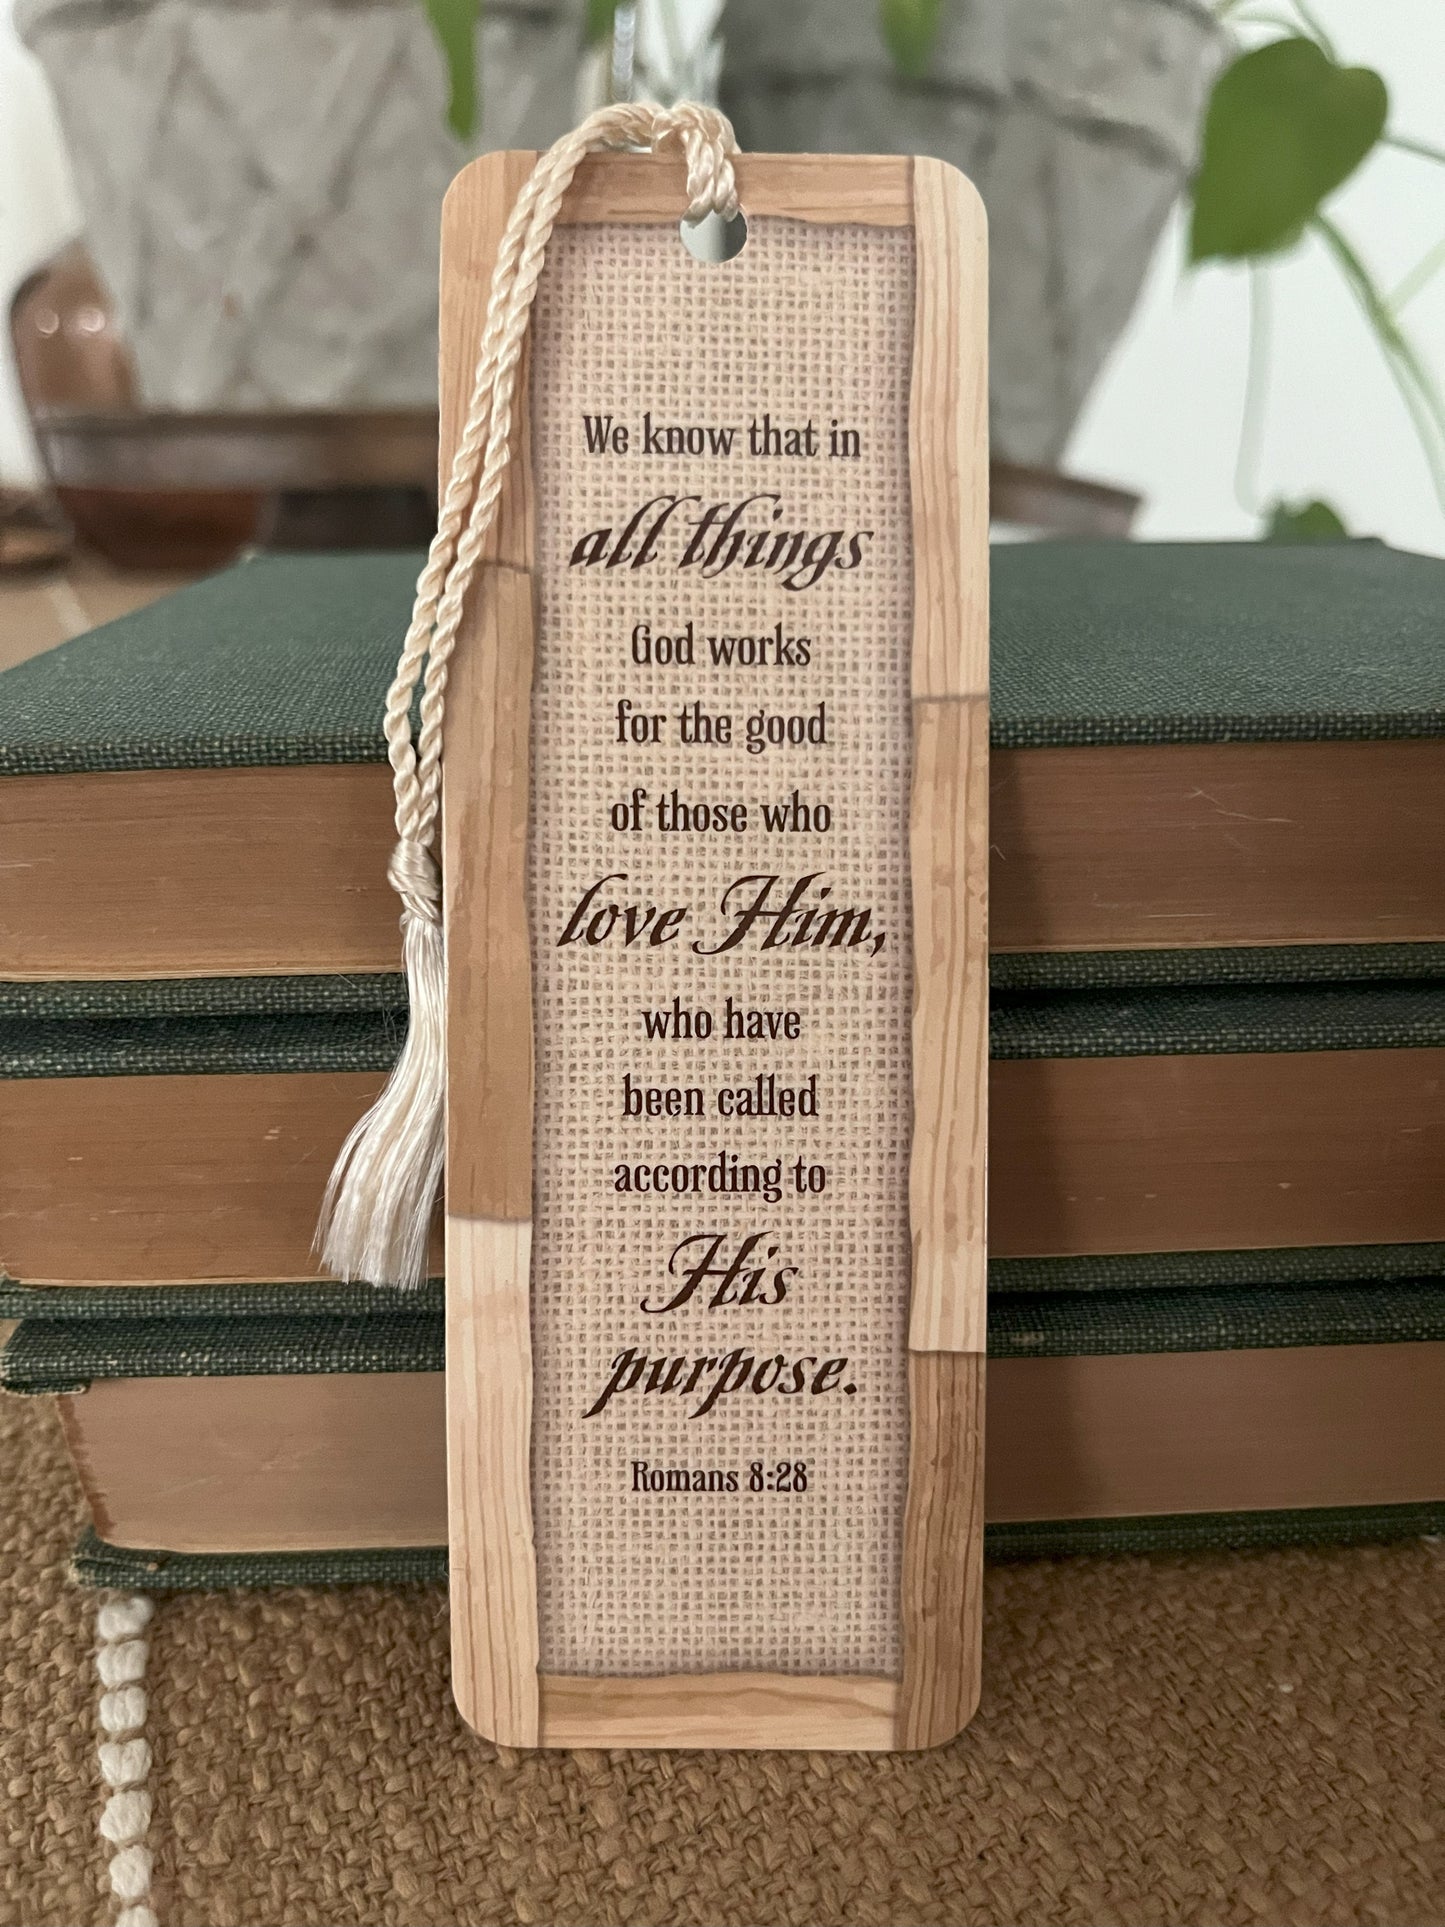 We know that in
all things
God works
for the good
of those who
love Him,
who have
been called
according to
His
purpose.
Romans 8:28